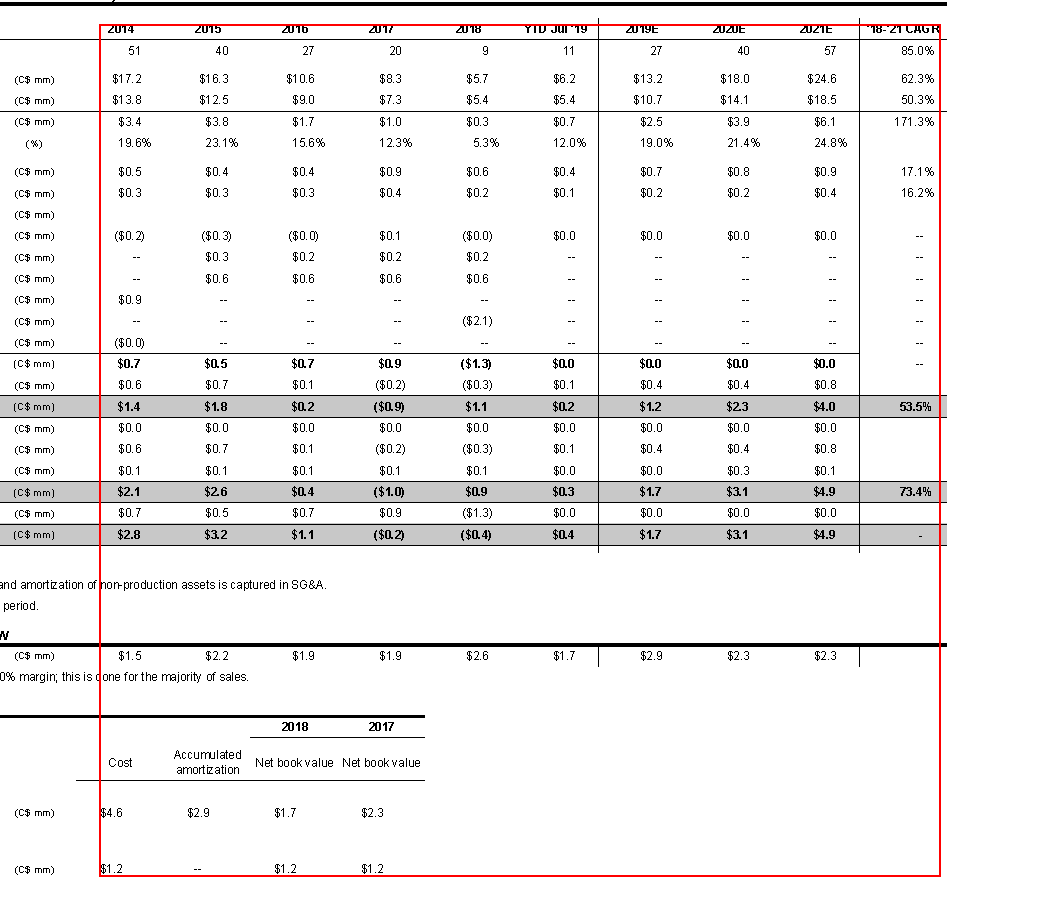 2014 2015 2016 2017 2018 YTD Jul '19 2019E 2020E 2021E '18-'21 CAGR
51 40 27 20 9 11 27 40 57 85.0%
(C$ mm) $17.2 $16.3 $10.6 $8.3 $5.7 $6.2 $13.2 $18.0 $24.6 62.3%
(C$ mm) $13.8 $12.5 $9.0 $7.3 $5.4 $5.4 $10.7 $14.1 $18.5 50.3%
(C$ mm) $3.4 $3.8 $1.7 $1.0 $0.3 $0.7 $2.5 $3.9 $6.1 171.3%
(%) 19.6% 23.1% 15.6% 12.3% 5.3% 12.0% 19.0% 21.4% 24.8%
(C$ mm) $0.5 $0.4 $0.4 $0.9 $0.6 $0.4 $0.7 $0.8 $0.9 17.1%
(C$ mm) $0.3 $0.3 $0.3 $0.4 $0.2 $0.1 $0.2 $0.2 $0.4 16.2%
(C$ mm)
(C$ mm) ($0.2) ($0.3) ($0.0) $0.1 ($0.0) $0.0 $0.0 $0.0 $0.0 --
(C$ mm) -- $0.3 $0.2 $0.2 $0.2 -- -- -- -- --
(C$ mm) -- $0.6 $0.6 $0.6 $0.6 -- -- -- -- --
(C$ mm) $0.9 -- -- -- -- -- -- -- -- --
(C$ mm) -- -- -- -- ($2.1) -- -- -- -- --
(C$ mm) ($0.0) -- -- -- -- -- -- -- -- --
(C$ mm) $0.7 $0.5 $0.7 $0.9 ($1.3) $0.0 $0.0 $0.0 $0.0 --
(C$ mm) $0.6 $0.7 $0.1 ($0.2) ($0.3) $0.1 $0.4 $0.4 $0.8
(C$ mm) $1.4 $1.8 $0.2 ($0.9) $1.1 $0.2 $1.2 $2.3 $4.0 53.5%
(C$ mm) $0.0 $0.0 $0.0 $0.0 $0.0 $0.0 $0.0 $0.0 $0.0
(C$ mm) $0.6 $0.7 $0.1 ($0.2) ($0.3) $0.1 $0.4 $0.4 $0.8
(C$ mm) $0.1 $0.1 $0.1 $0.1 $0.1 $0.0 $0.0 $0.3 $0.1
(C$ mm) $2.1 $2.6 $0.4 ($1.0) $0.9 $0.3 $1.7 $3.1 $4.9 73.4%
(C$ mm) $0.7 $0.5 $0.7 $0.9 ($1.3) $0.0 $0.0 $0.0 $0.0
(C$ mm) $2.8 $3.2 $1.1 ($0.2) ($0.4) $0.4 $1.7 $3.1 $4.9 -
and amortization of non-production assets is captured in SG&A.
period.
W
(C$ mm) $1.5 $2.2 $1.9 $1.9 $2.6 $1.7 $2.9 $2.3 $2.3
0% margin; this is done for the majority of sales.
2018 2017
Cost Accumulated amortization Net book value Net book value
(C$ mm) $4.6 $2.9 $1.7 $2.3
(C$ mm) $1.2 -- $1.2 $1.2